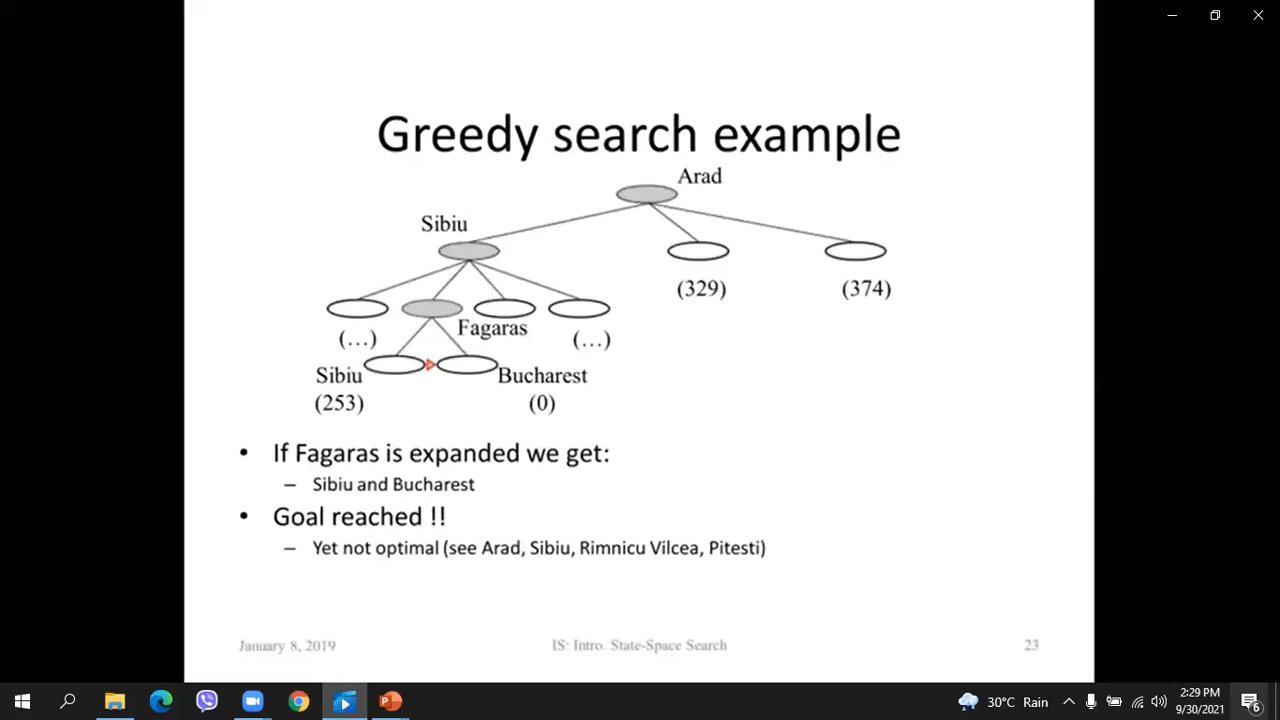 Greedy search example
Arad
Sibiu
(329)
(374)
Fagaras
(…)
(…)
Sibiu
Bucharest
(253)
(0)
• If Fagaras is expanded we get:
– Sibiu and Bucharest
• Goal reached !!
– Yet not optimal (see Arad, Sibiu, Rimnicu Vilcea, Pitesti)
January 8, 2019
IS: Intro. State-Space Search
23
30°C Rain
2:29 PM
9/30/2021
6